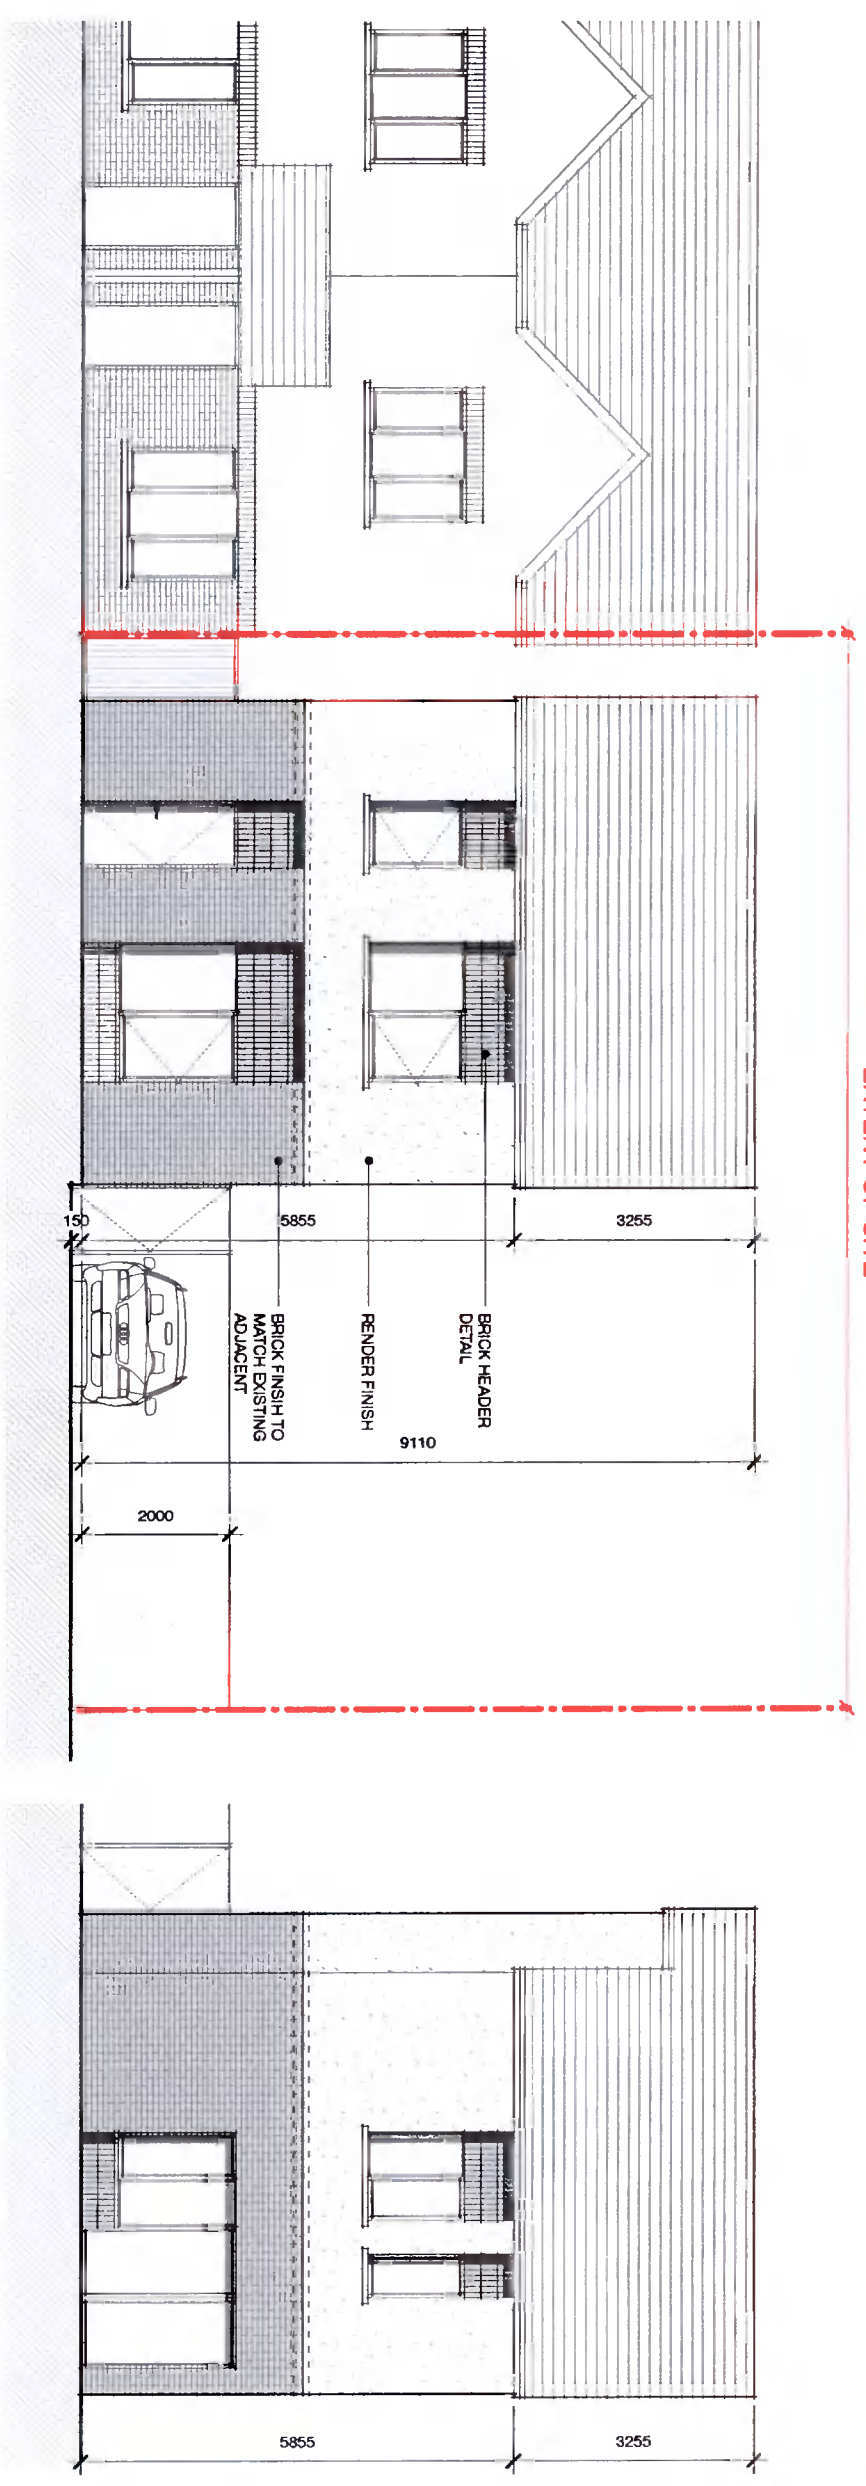 150
5855
3255
BRICK HEADER
DETAIL
RENDER FINISH
BRICK FINSIH TO
MATCH EXISTING
ADJACENT
9110
2000
5855
3255